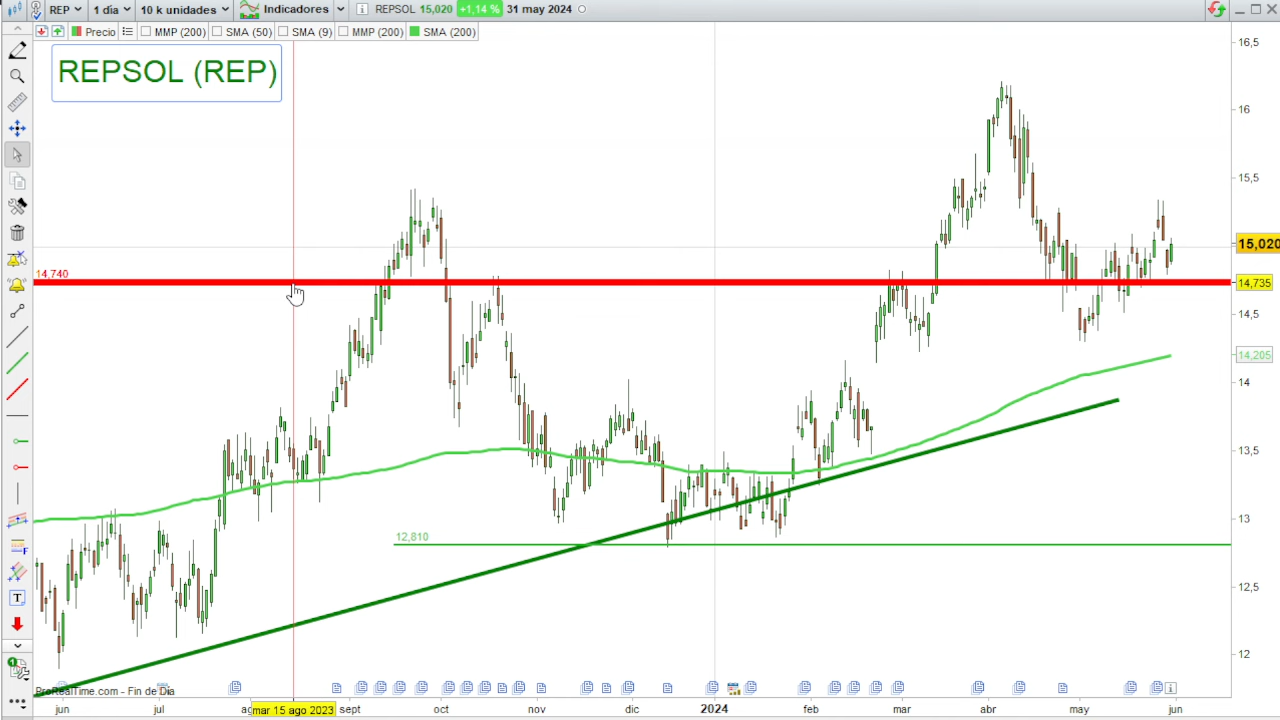 REP 1 dia 10 k unidades Indicadores REPSOL 15,020 +1,14 % 31 may 2024
Precio MMP (200) SMA (50) SMA (9) MMP (200) SMA (200)
REPSOL (REP)
16,5
16
15,5
15,020
14,740
14,735
14,5
14,205
14
13,5
13
12,810
12,5
12
ProRealTime.com - Fin de Dia
jun jul mar 15 ago 2023 sept oct nov dic 2024 feb mar abr may jun